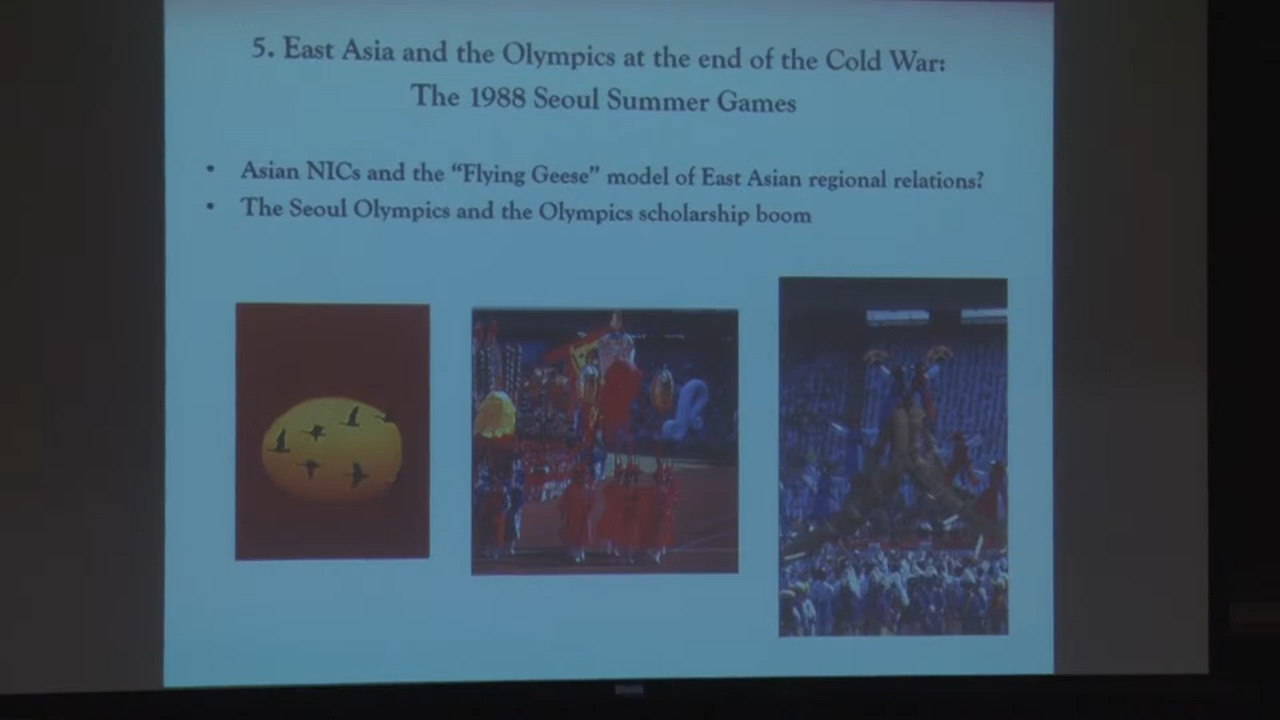 5. East Asia and the Olympics at the end of the Cold War:
The 1988 Seoul Summer Games
• Asian NICs and the “Flying Geese” model of East Asian regional relations?
• The Seoul Olympics and the Olympics scholarship boom